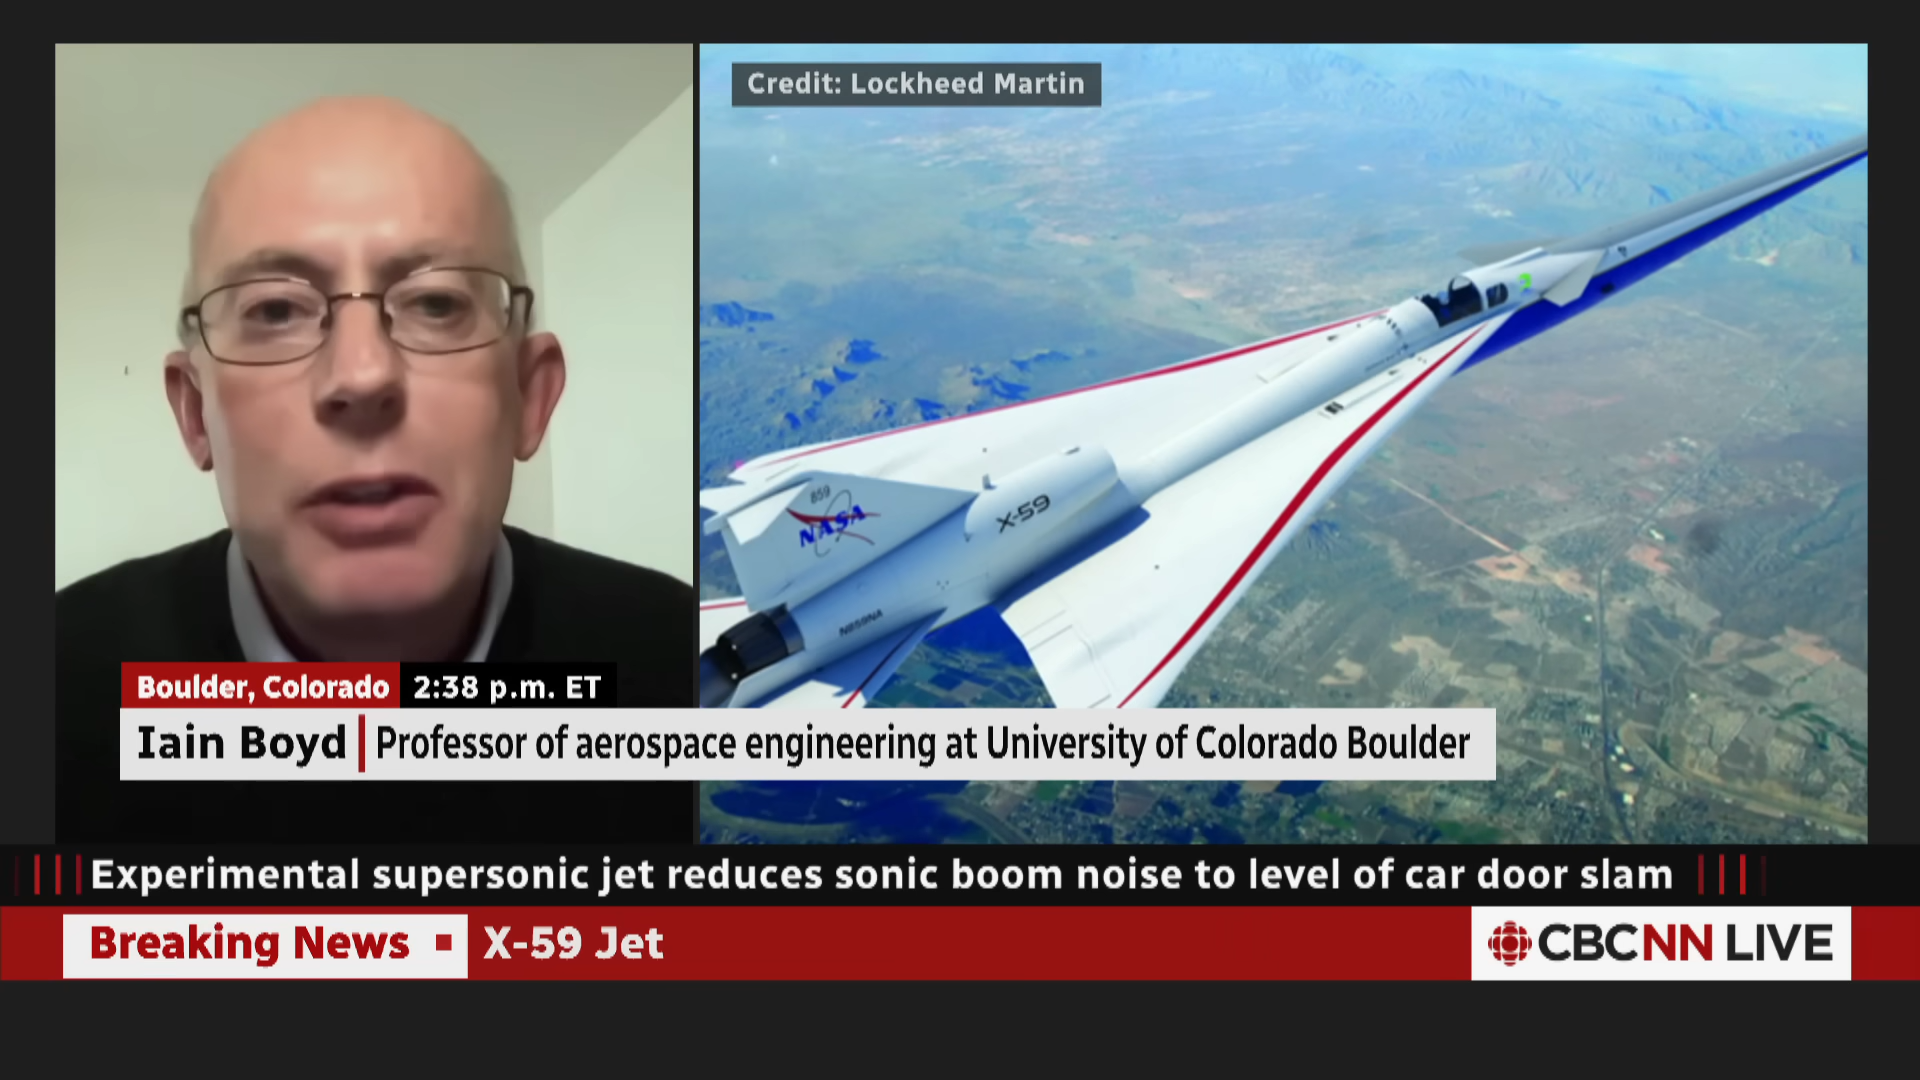 Credit: Lockheed Martin
859
NASA
X-59
N859NA
Boulder, Colorado 2:38 p.m. ET
Iain Boyd Professor of aerospace engineering at University of Colorado Boulder
Experimental supersonic jet reduces sonic boom noise to level of car door slam
Breaking News ▪ X-59 Jet
CBCNN LIVE